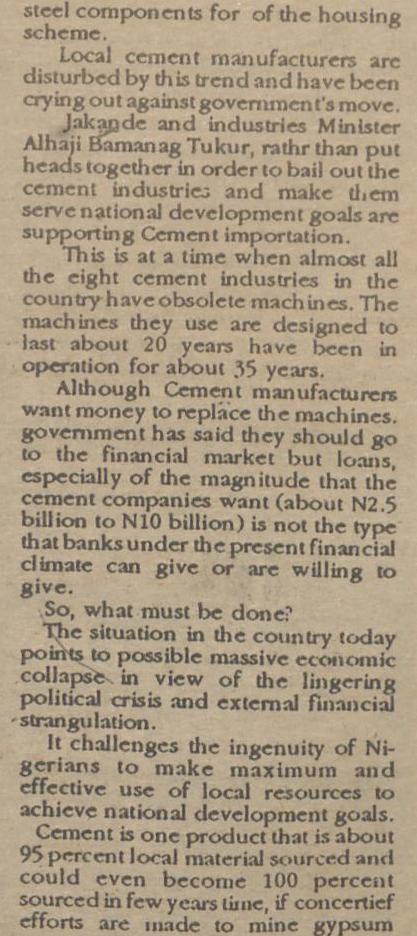 steel components for of the housing
scheme.
Local cement manufacturers are
disturbed by this trend and have been
crying out against government's move.
Jakande and industries Minister
Alhaji Bamanag Tukur, rathr than put
heads together in order to bail out the
cement industries and make them
serve national development goals are
supporting Cement importation.
This is at a time when almost all
the eight cement industries in the
country have obsolete machines. The
machines they use are designed to
last about 20 years have been in
operation for about 35 years.
Although Cement manufacturers
want money to replace the machines.
government has said they should go
to the financial market but loans,
especially of the magnitude that the
cement companies want (about N2.5
billion to N10 billion) is not the type
that banks under the present financial
climate can give or are willing to
give.
So, what must be done?
The situation in the country today
points to possible massive economic
collapse in view of the lingering
political crisis and external financial
strangulation.
It challenges the ingenuity of Ni-
gerians to make maximum and
effective use of local resources to
achieve national development goals.
Cement is one product that is about
95 percent local material sourced and
could even become 100 percent
sourced in few years time, if concertief
efforts are made to mine gypsum